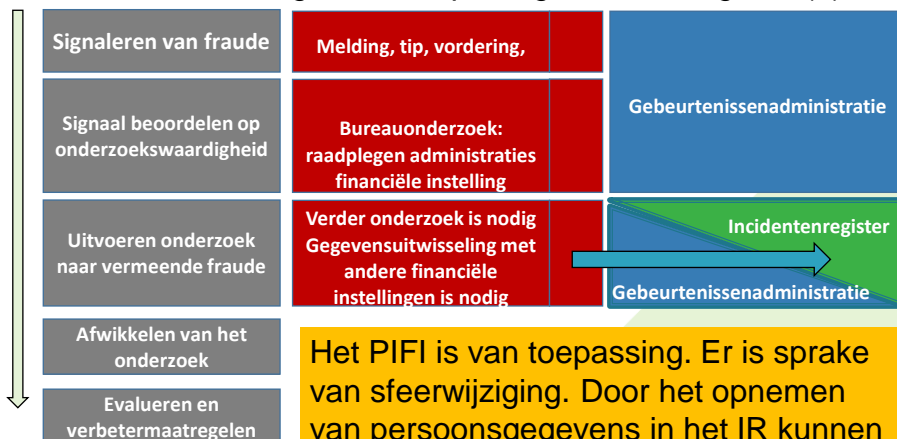 Signaleren van fraude
Melding, tip, vordering,
Gebeurtenissenadministratie
Signaal beoordelen op
onderzoekswaardigheid
Bureauonderzoek:
raadplegen administraties
financiële instelling
Uitvoeren onderzoek
naar vermeende fraude
Verder onderzoek is nodig
Gegevensuitwisseling met
andere financiële
instellingen is nodig
Incidentenregister
Gebeurtenissenadministratie
Afwikkelen van het
onderzoek
Evalueren en
verbetermaatregelen
Het PIFI is van toepassing. Er is sprake
van sfeerwijziging. Door het opnemen
van persoonsgegevens in het IR kunnen